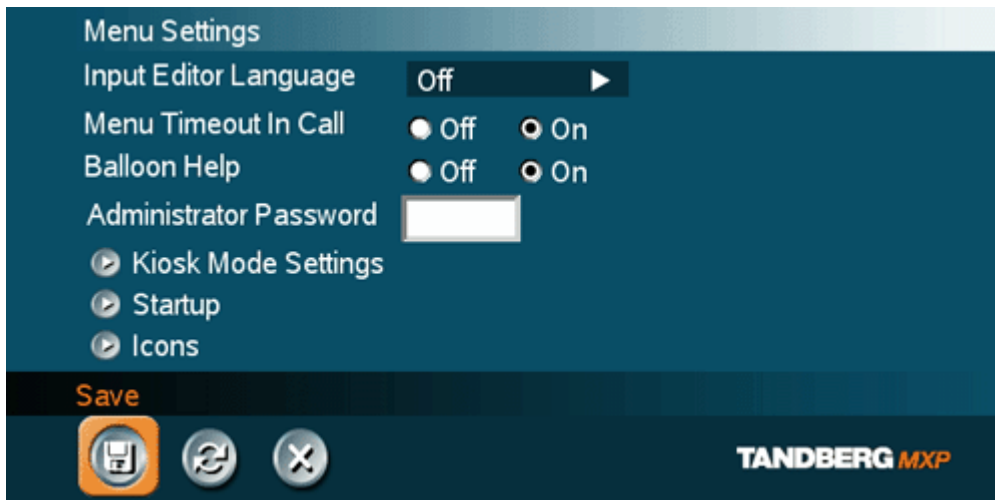 Menu Settings
Input Editor Language Off
Menu Timeout In Call Off On
Balloon Help Off On
Administrator Password
Kiosk Mode Settings
Startup
Icons
Save
TANDBERG MXP